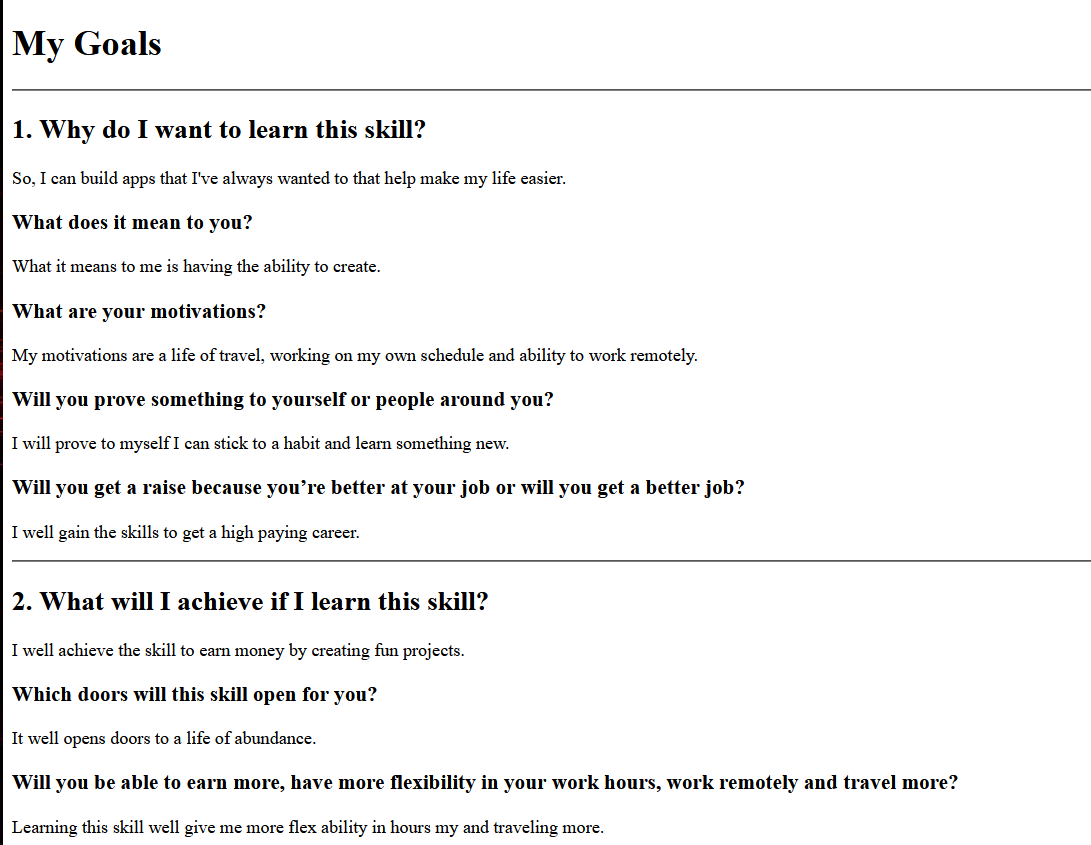 My Goals
1. Why do I want to learn this skill?
So, I can build apps that I've always wanted to that help make my life easier.
What does it mean to you?
What it means to me is having the ability to create.
What are your motivations?
My motivations are a life of travel, working on my own schedule and ability to work remotely.
Will you prove something to yourself or people around you?
I will prove to myself I can stick to a habit and learn something new.
Will you get a raise because you’re better at your job or will you get a better job?
I well gain the skills to get a high paying career.
2. What will I achieve if I learn this skill?
I well achieve the skill to earn money by creating fun projects.
Which doors will this skill open for you?
It well opens doors to a life of abundance.
Will you be able to earn more, have more flexibility in your work hours, work remotely and travel more?
Learning this skill well give me more flex ability in hours my and traveling more.